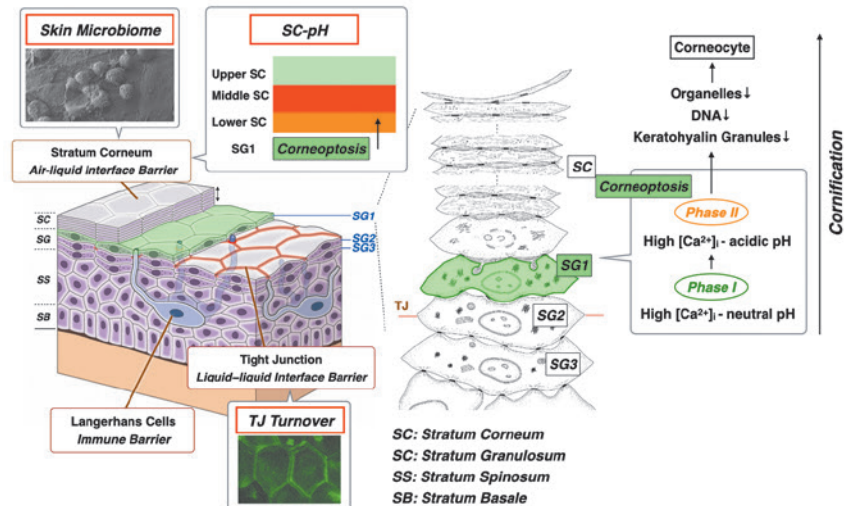 Skin Microbiome
SC-pH
Upper SC
Middle SC
Lower SC
SG1
Corneoptosis
Stratum Corneum
Air-liquid interface Barrier
SC
SG
SS
SB
SG1
SG2
SG3
Tight Junction
Liquid–liquid Interface Barrier
Langerhans Cells
Immune Barrier
TJ Turnover
SC
SG1
TJ
SG2
SG3
SC: Stratum Corneum
SC: Stratum Granulosum
SS: Stratum Spinosum
SB: Stratum Basale
Corneocyte
Organelles↓
DNA↓
Keratohyalin Granules↓
Corneoptosis
Phase II
High [Ca²⁺]ᵢ - acidic pH
Phase I
High [Ca²⁺]ᵢ - neutral pH
Cornification